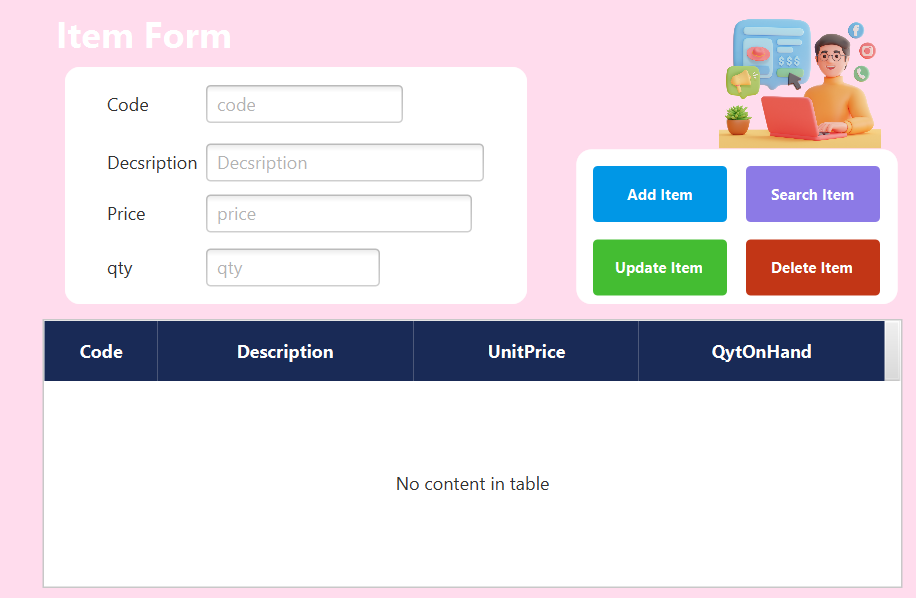 Item Form
Code code
Decsription Decsription
Price price
qty qty
$$$
Add Item Search Item
Update Item Delete Item
Code Description UnitPrice QytOnHand
No content in table